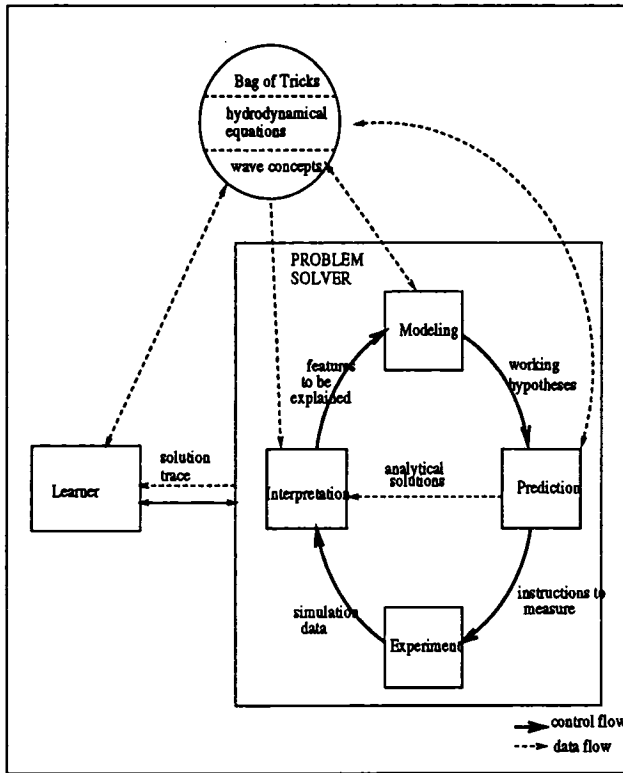 Bag of Tricks
hydrodynamical
equations
wave concepts
PROBLEM
SOLVER
Modeling
features
to be
explained
working
hypotheses
solution
trace
Learner
Interpretation
analytical
solutions
Prediction
simulation
data
instructions to
measure
Experiment
control flow
data flow